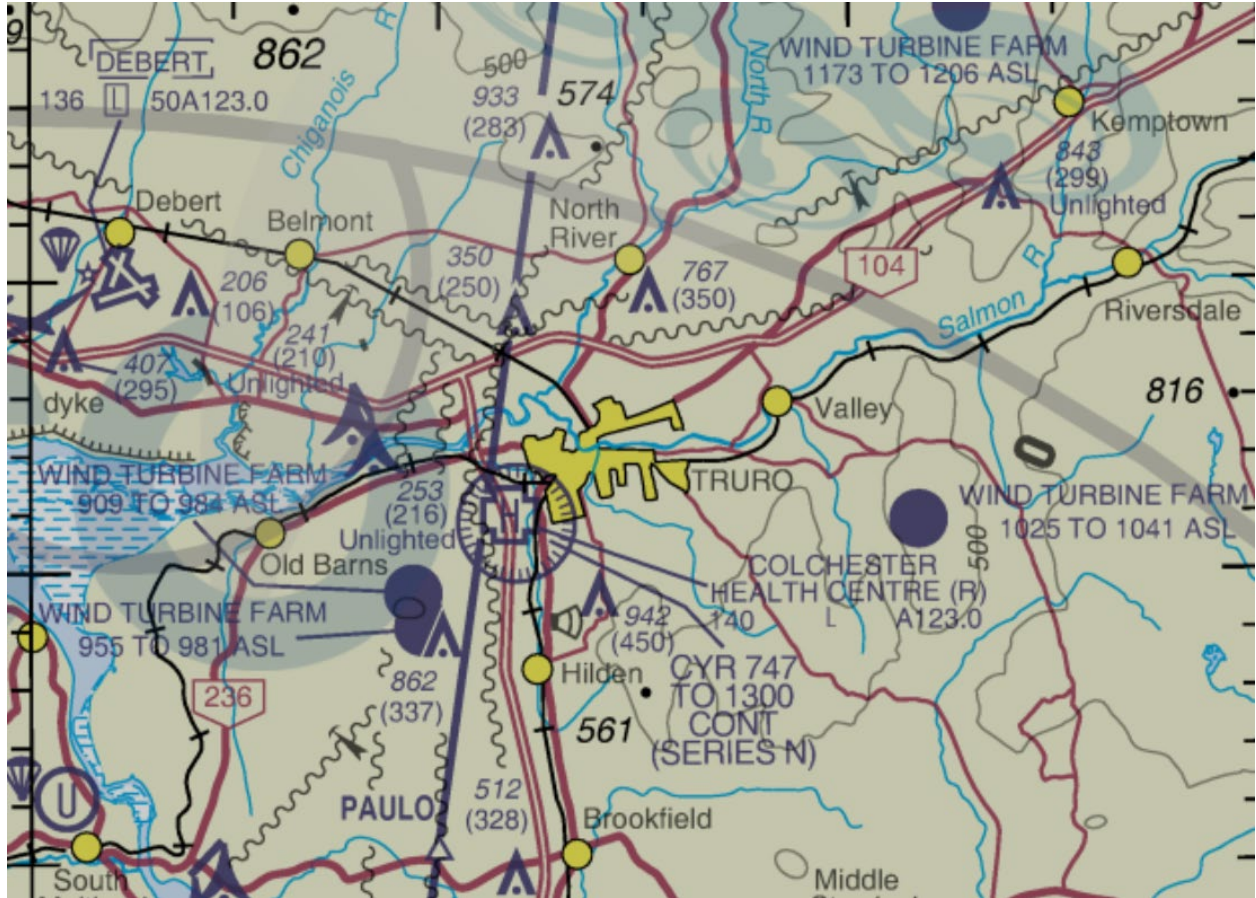 862
DEBERT
136 L 50A123.0
Chiganois
R
500
933
(283)
574
North R
WIND TURBINE FARM
1173 TO 1206 ASL
Kemptown
843
(299)
Unlighted
Debert
Belmont
North
River
350
(250)
767
(350)
104
R
Salmon
Riversdale
206
(106)
241
(210)
Unlighted
407
(295)
dyke
Valley
816
WIND TURBINE FARM
909 TO 984 ASL
253
(216)
Unlighted
H
TRURO
0
WIND TURBINE FARM
1025 TO 1041 ASL
500
Old Barns
COLCHESTER
HEALTH CENTRE (R)
140 L A123.0
WIND TURBINE FARM
955 TO 981 ASL
942
(450)
Hilden
CYR 747
TO 1300
CONT
(SERIES N)
862
(337)
236
561
U
PAULO
512
(328)
Brookfield
South
Middle